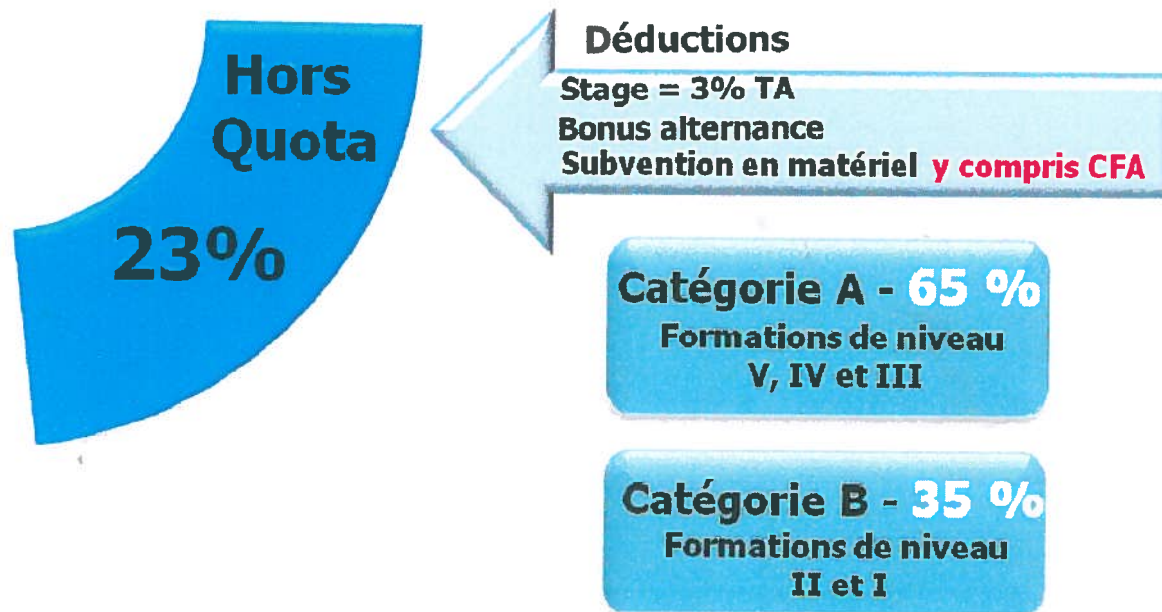 Hors
Quota
23%
Déductions
Stage = 3% TA
Bonus alternance
Subvention en matériel y compris CFA
Catégorie A - 65 %
Formations de niveau
V, IV et III
Catégorie B - 35 %
Formations de niveau
II et I